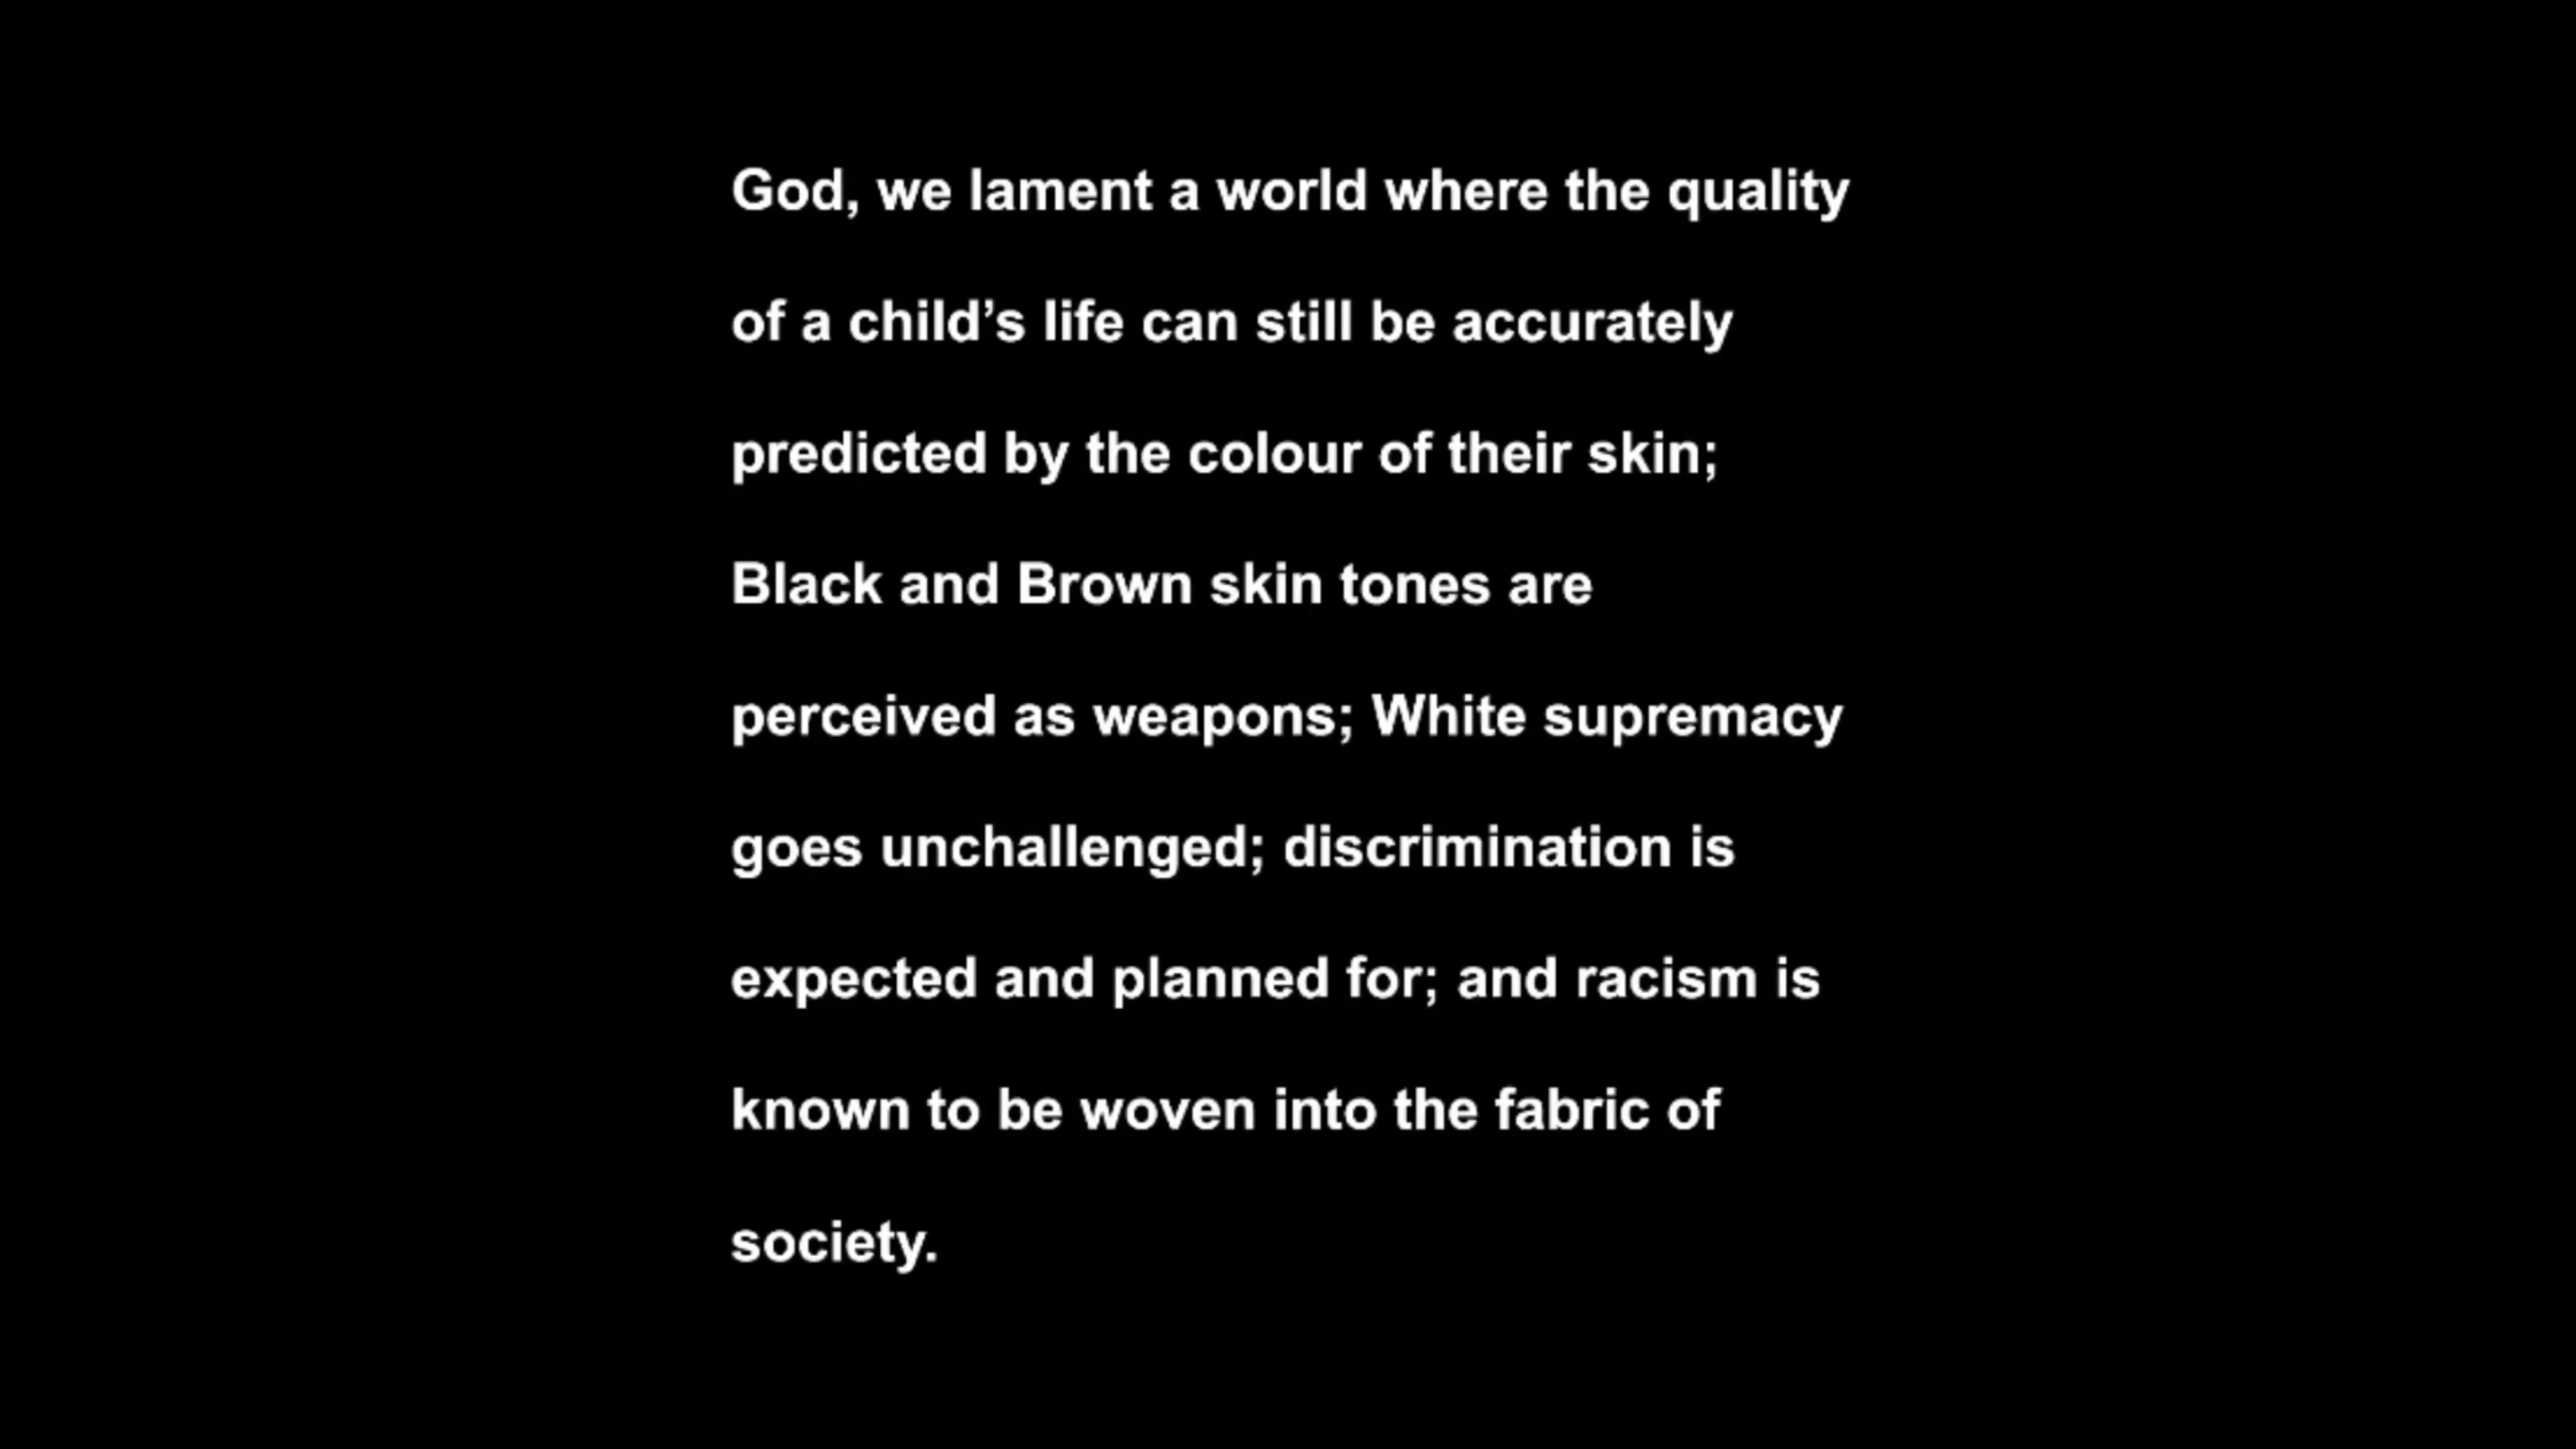 God, we lament a world where the quality
of a child’s life can still be accurately
predicted by the colour of their skin;
Black and Brown skin tones are
perceived as weapons; White supremacy
goes unchallenged; discrimination is
expected and planned for; and racism is
known to be woven into the fabric of
society.